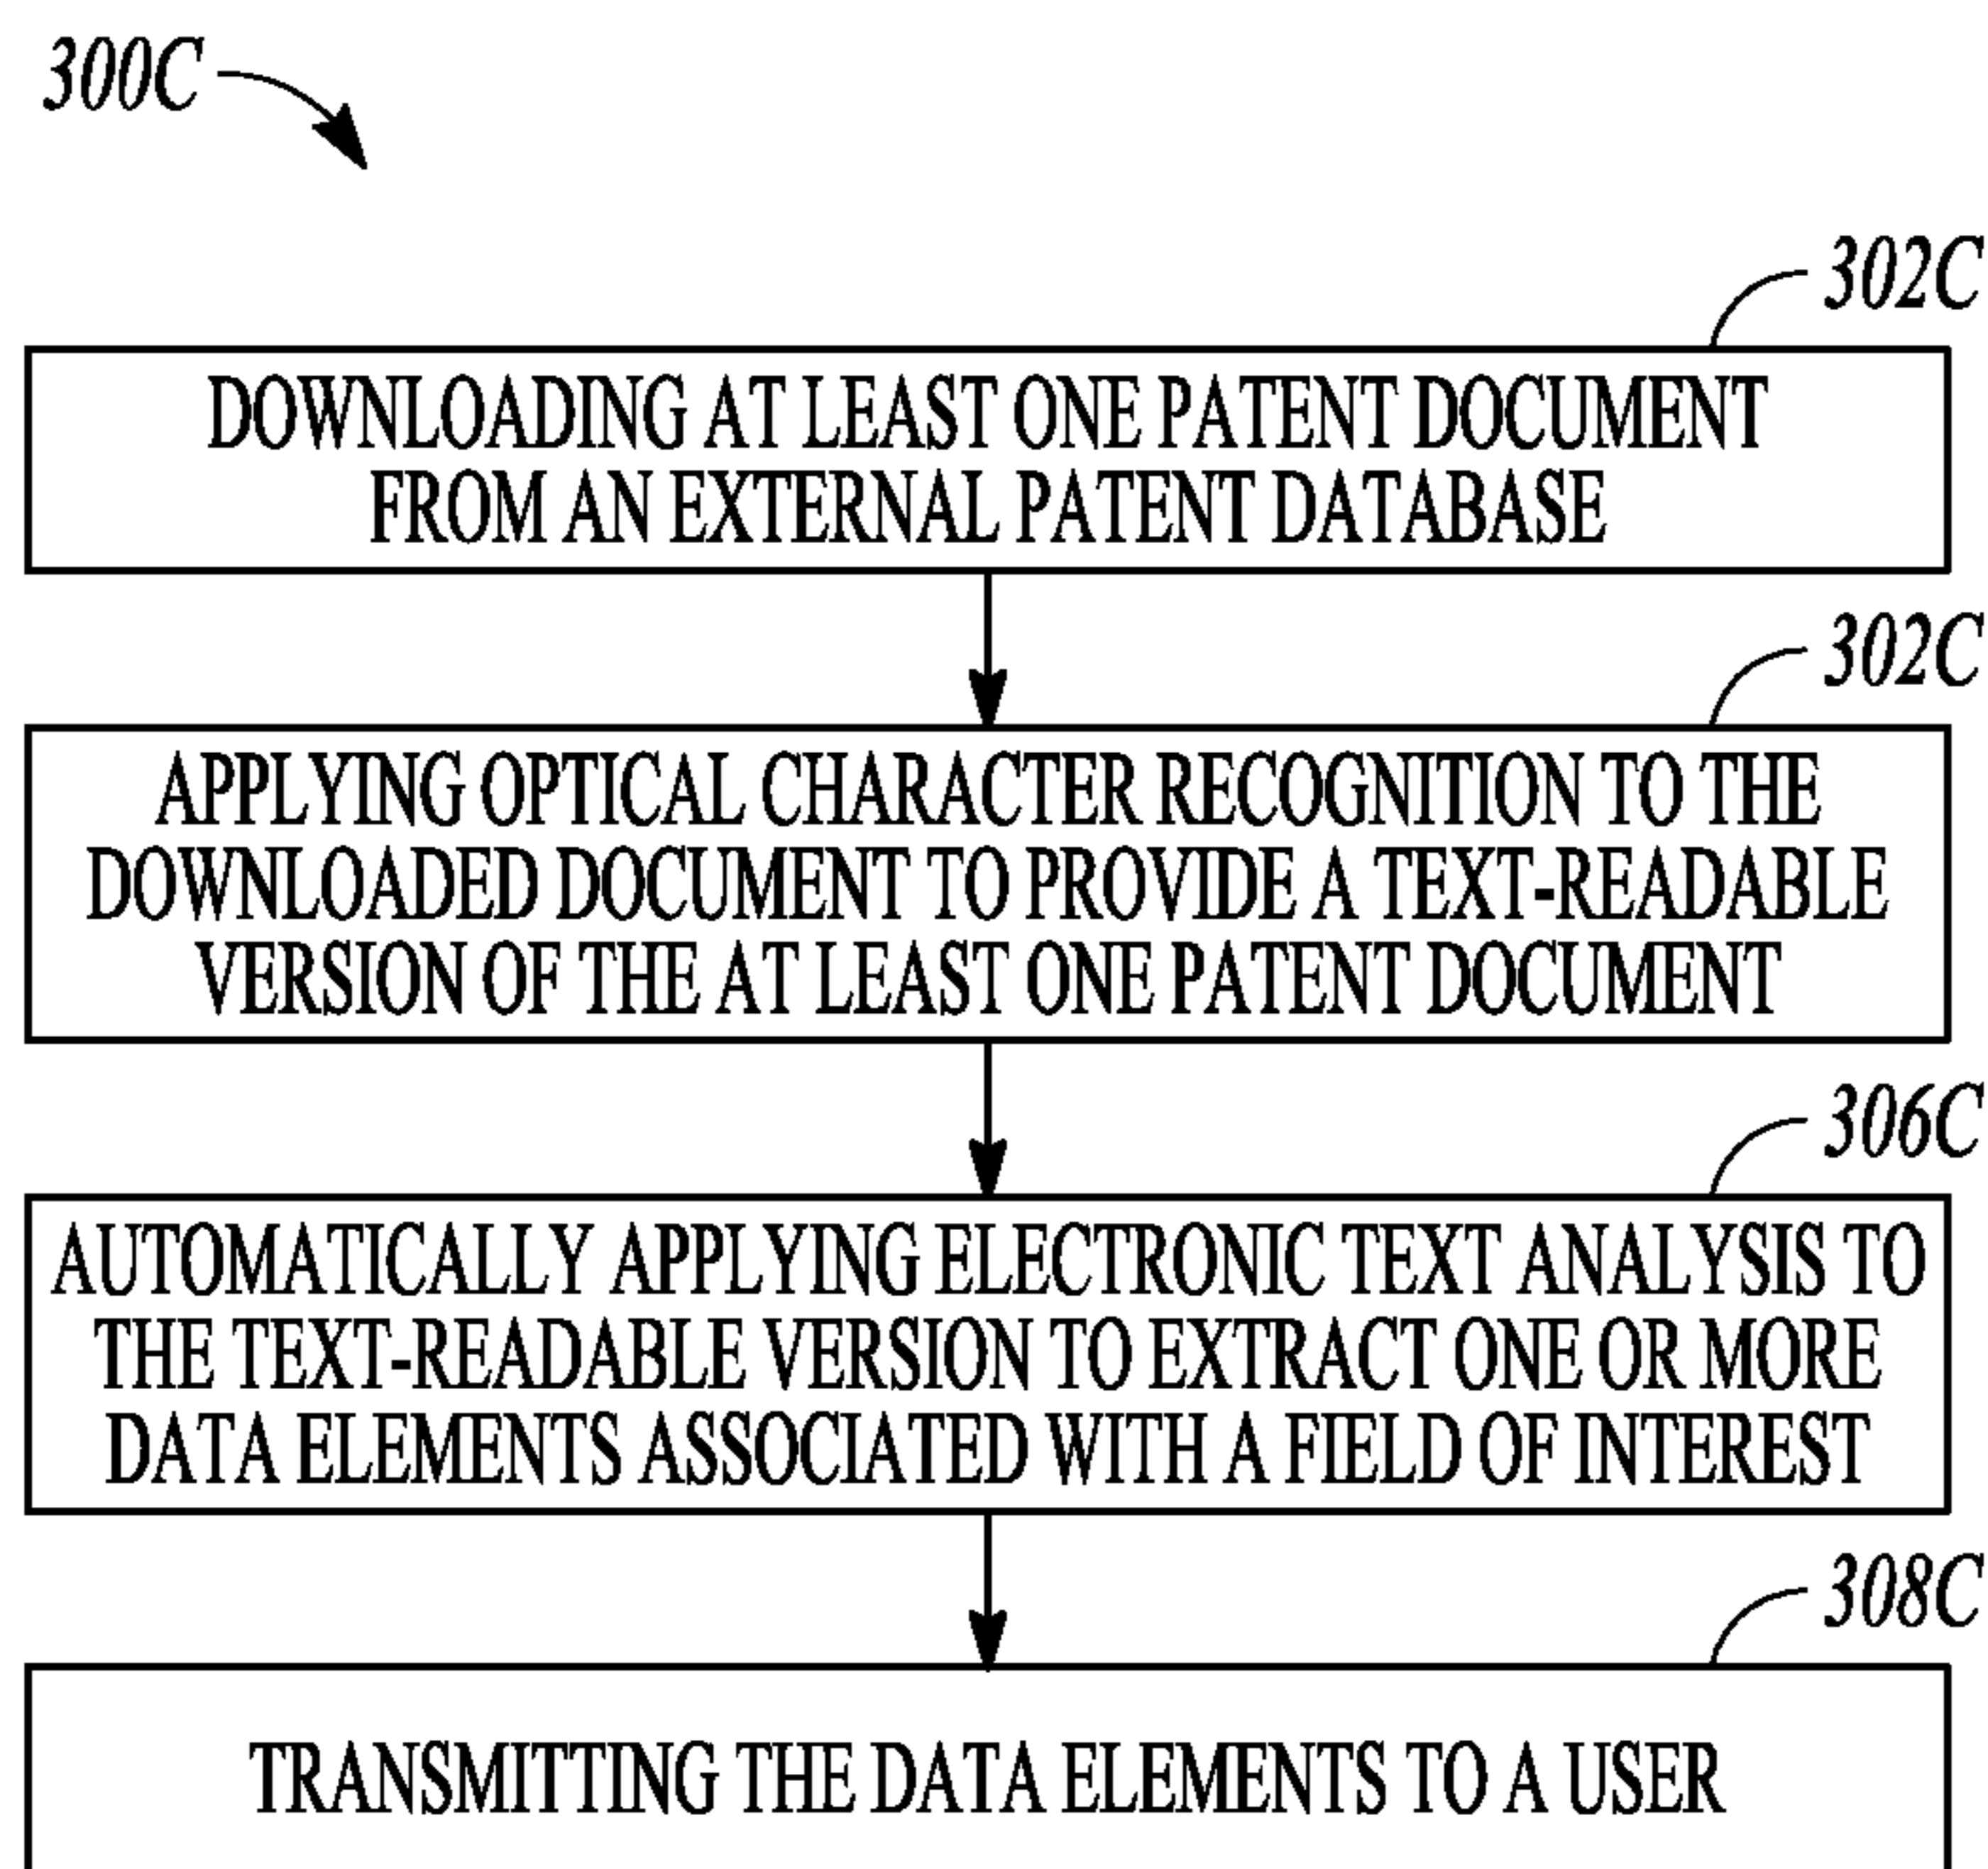 300C
302C
DOWNLOADING AT LEAST ONE PATENT DOCUMENT
FROM AN EXTERNAL PATENT DATABASE
302C
APPLYING OPTICAL CHARACTER RECOGNITION TO THE
DOWNLOADED DOCUMENT TO PROVIDE A TEXT-READABLE
VERSION OF THE AT LEAST ONE PATENT DOCUMENT
306C
AUTOMATICALLY APPLYING ELECTRONIC TEXT ANALYSIS TO
THE TEXT-READABLE VERSION TO EXTRACT ONE OR MORE
DATA ELEMENTS ASSOCIATED WITH A FIELD OF INTEREST
308C
TRANSMITTING THE DATA ELEMENTS TO A USER